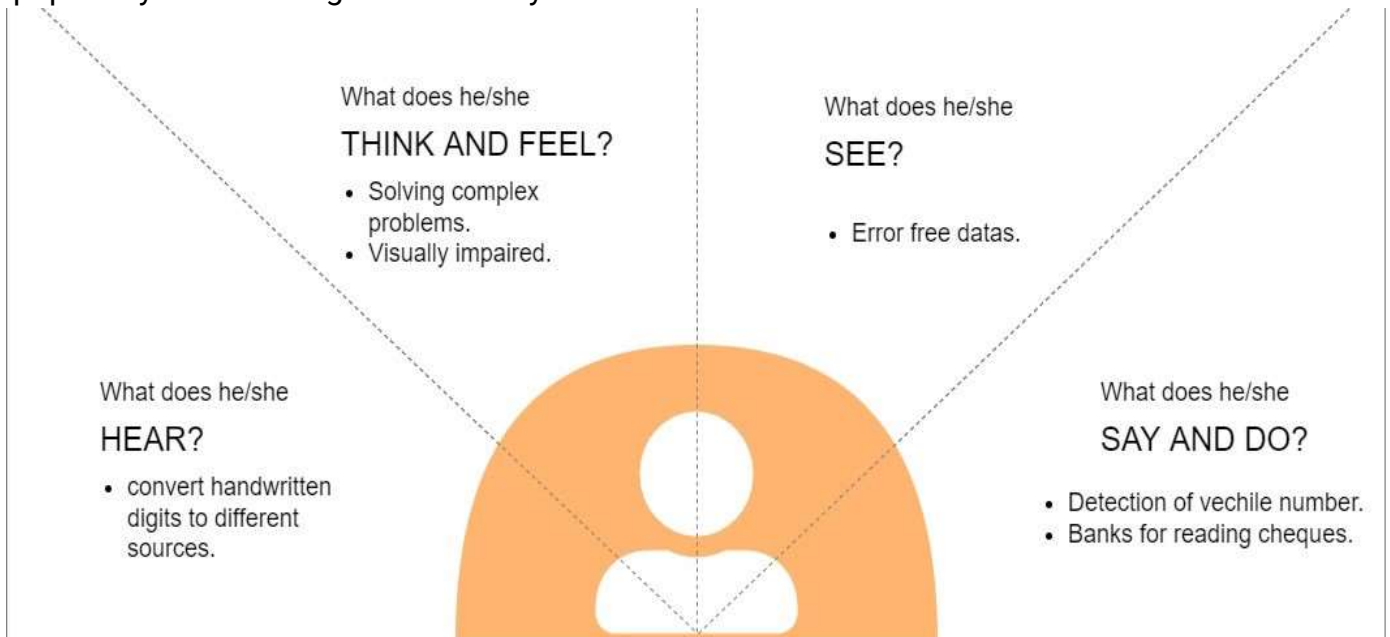 What does he/she
THINK AND FEEL?
• Solving complex
problems.
• Visually impaired.
What does he/she
SEE?
• Error free datas.
What does he/she
HEAR?
• convert handwritten
digits to different
sources.
What does he/she
SAY AND DO?
• Detection of vechile number.
• Banks for reading cheques.